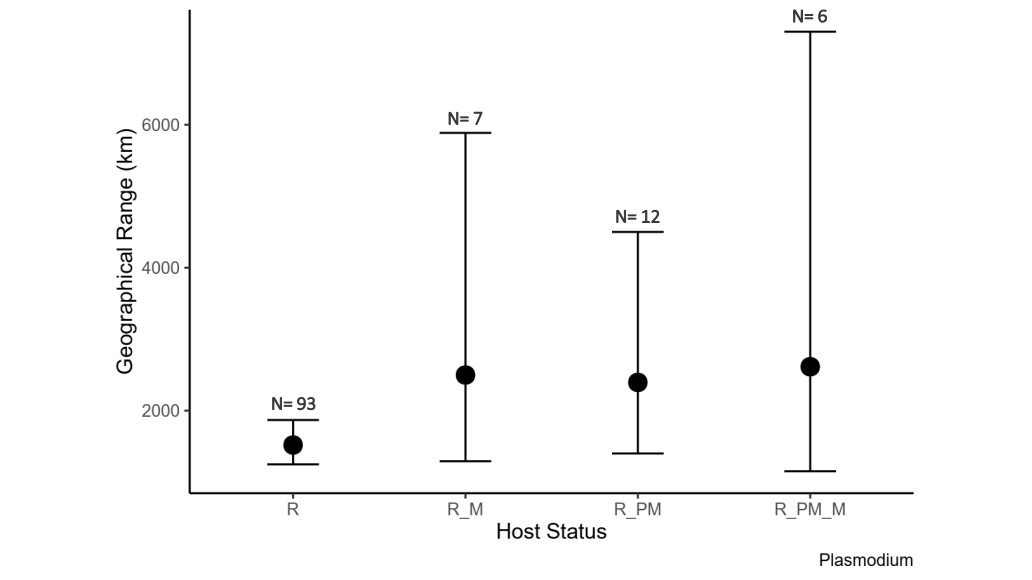 N= 6
N= 7
6000
N= 12
4000
N= 93
2000
Geographical Range (km)
R R_M R_PM R_PM_M
Host Status
Plasmodium